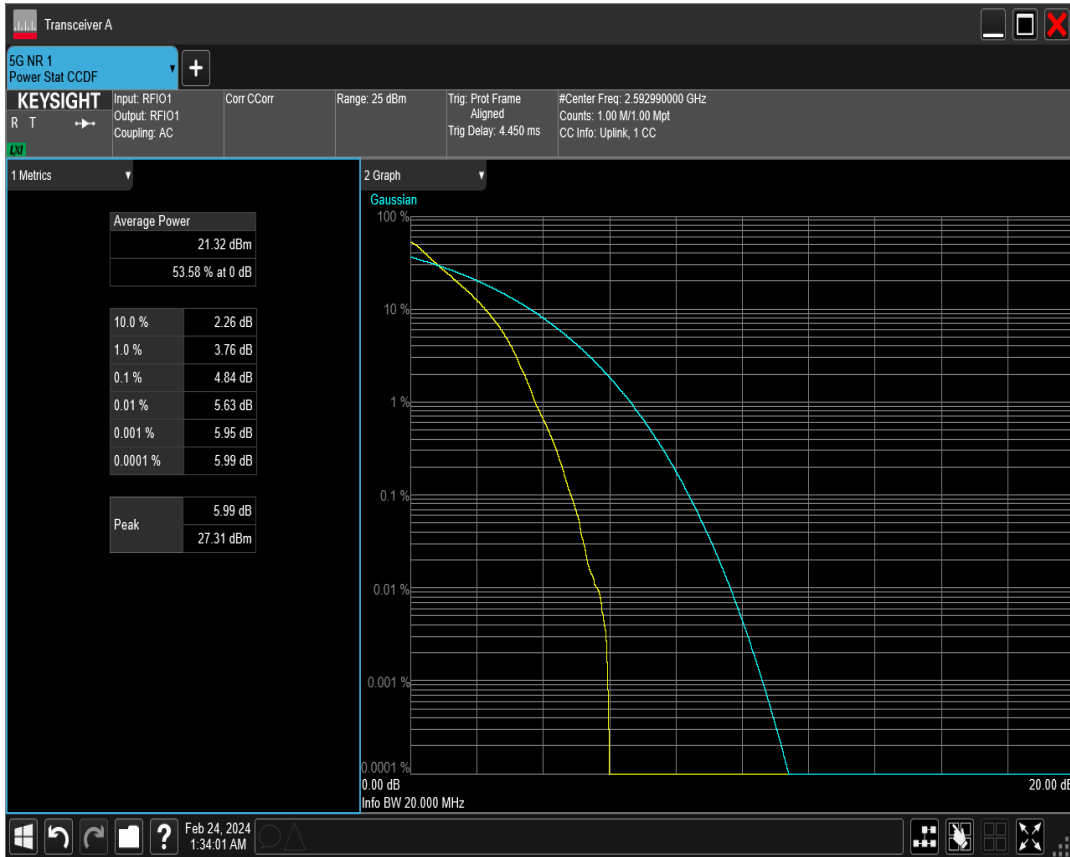 Transceiver A
5G NR 1
Power Stat CCDF
+
KEYSIGHT
R T
LXI
Input: RFIO1
Output: RFIO1
Coupling: AC
Corr CCorr
Range: 25 dBm
Trig: Prot Frame
Aligned
Trig Delay: 4.450 ms
#Center Freq: 2.592990000 GHz
Counts: 1.00 M/1.00 Mpt
CC Info: Uplink, 1 CC
1 Metrics
Average Power
21.32 dBm
53.58 % at 0 dB
10.0 % 2.26 dB
1.0 % 3.76 dB
0.1 % 4.84 dB
0.01 % 5.63 dB
0.001 % 5.95 dB
0.0001 % 5.99 dB
Peak 5.99 dB
27.31 dBm
2 Graph
Gaussian
100 %
10 %
1 %
0.1 %
0.01 %
0.001 %
0.0001 %
0.00 dB 20.00 dB
Info BW 20.000 MHz
?
Feb 24, 2024
1:34:01 AM